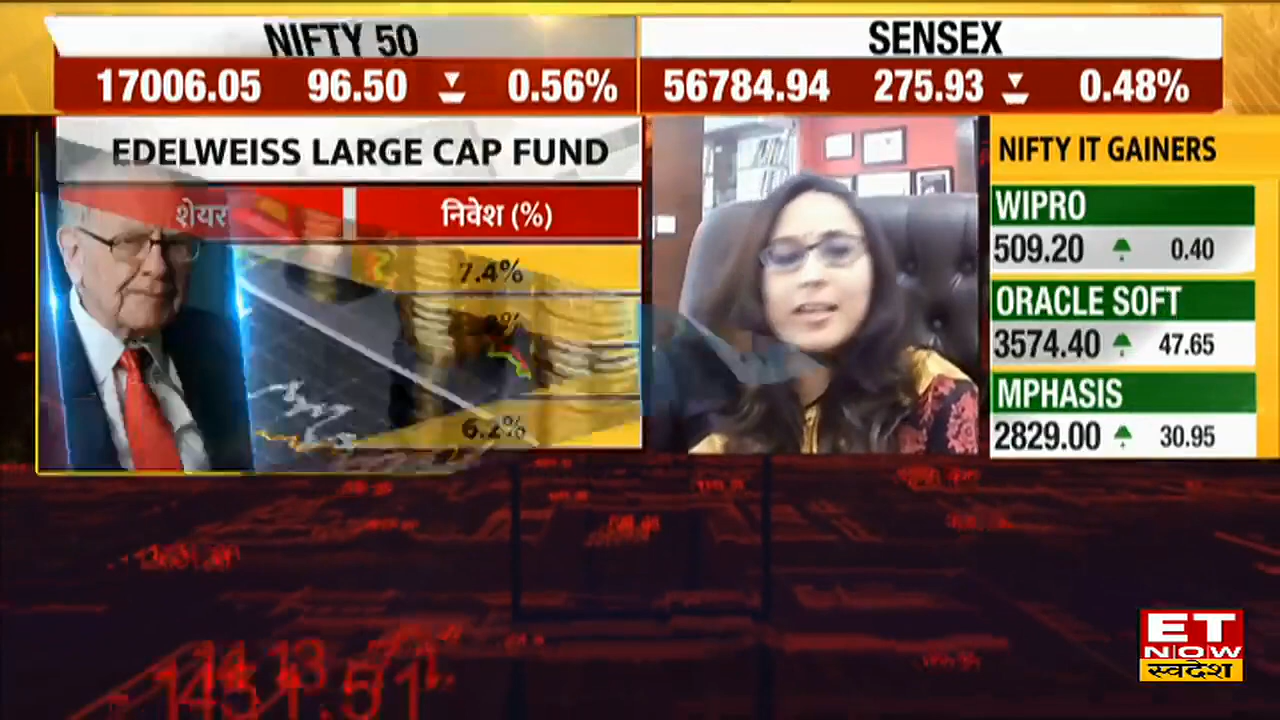 NIFTY 50
17006.05 96.50 0.56%
SENSEX
56784.94 275.93 0.48%
EDELWEISS LARGE CAP FUND
शेयर निवेश (%)
7.4%
6.2%
NIFTY IT GAINERS
WIPRO
509.20 0.40
ORACLE SOFT
3574.40 47.65
MPHASIS
2829.00 30.95
ET
NOW
स्वदेश